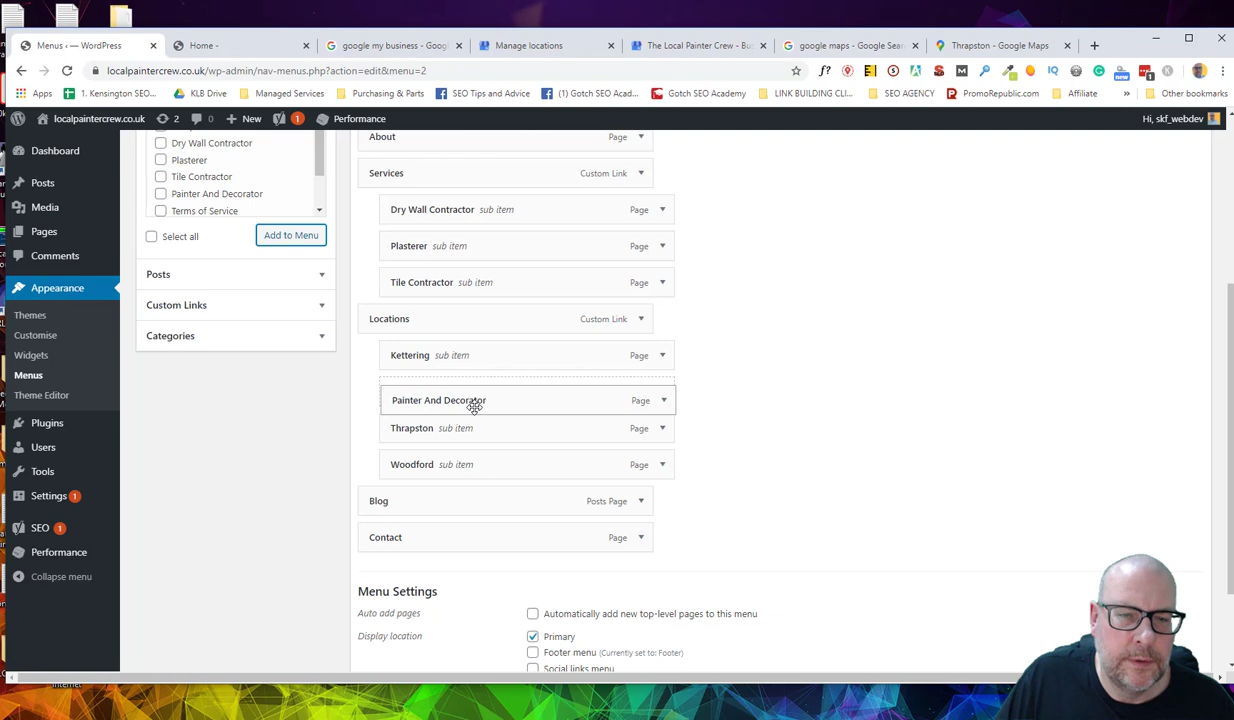 Menus ‹ — WordPress
Home -
google my business - Goog
Manage locations
The Local Painter Crew - Bus
google maps - Google Searc
Thrapston - Google Maps
localpaintercrew.co.uk/wp-admin/nav-menus.php?action=edit&menu=2
Apps
1. Kensington SEO...
KLB Drive
Managed Services
Purchasing & Parts
SEO Tips and Advice
(1) Gotch SEO Acad...
Gotch SEO Academy
LINK BUILDING CLI...
SEO AGENCY
PromoRepublic.com
Affiliate
Other bookmarks
localpaintercrew.co.uk
2
0
New
1
Performance
Hi, skf_webdev
Dashboard
Posts
Media
Pages
Comments
Appearance
Themes
Customise
Widgets
Menus
Theme Editor
Plugins
Users
Tools
Settings 1
SEO 1
Performance
Collapse menu
Dry Wall Contractor
Plasterer
Tile Contractor
Painter And Decorator
Terms of Service
Select all
Add to Menu
Posts
Custom Links
Categories
About Page
Services Custom Link
Dry Wall Contractor sub item Page
Plasterer sub item Page
Tile Contractor sub item Page
Locations Custom Link
Kettering sub item Page
Painter And Decorator Page
Thrapston sub item Page
Woodford sub item Page
Blog Posts Page
Contact Page
Menu Settings
Auto add pages
Automatically add new top-level pages to this menu
Display location
Primary
Footer menu (Currently set to: Footer)
Social links menu